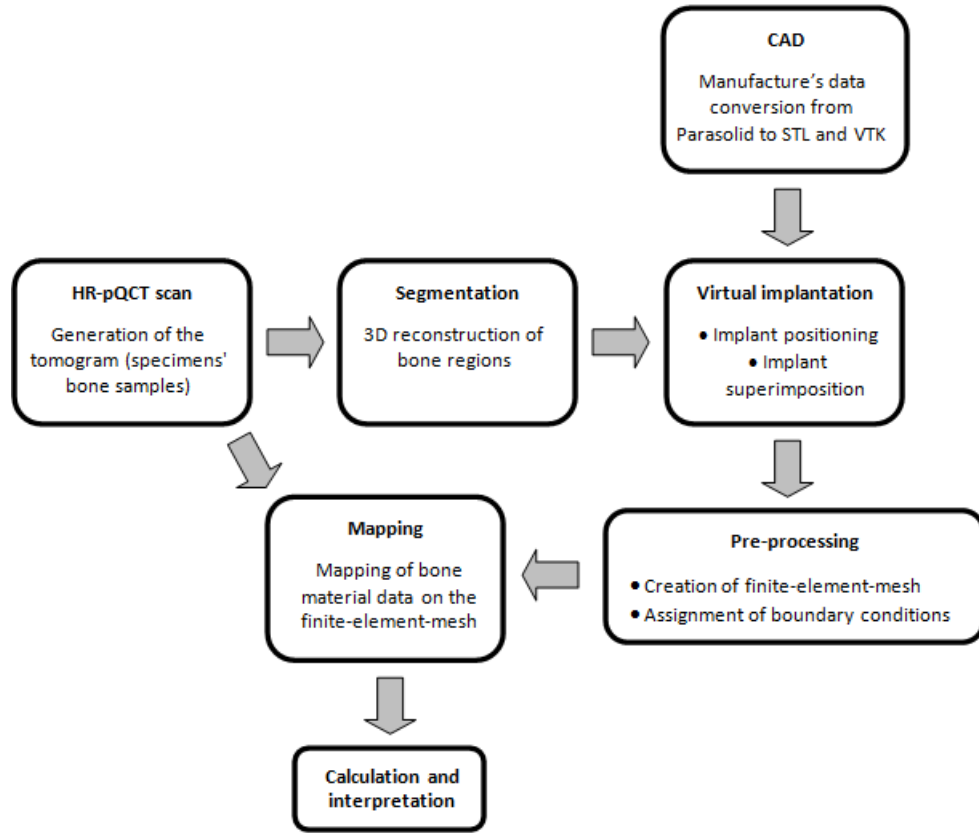 CAD
Manufacture's data
conversion from
Parasolid to STL and VTK
HR-pQCT scan
Generation of the
tomogram (specimens'
bone samples)
Segmentation
3D reconstruction of
bone regions
Virtual implantation
• Implant positioning
• Implant
superimposition
Mapping
Mapping of bone
material data on the
finite-element-mesh
Pre-processing
• Creation of finite-element-mesh
• Assignment of boundary conditions
Calculation and
interpretation